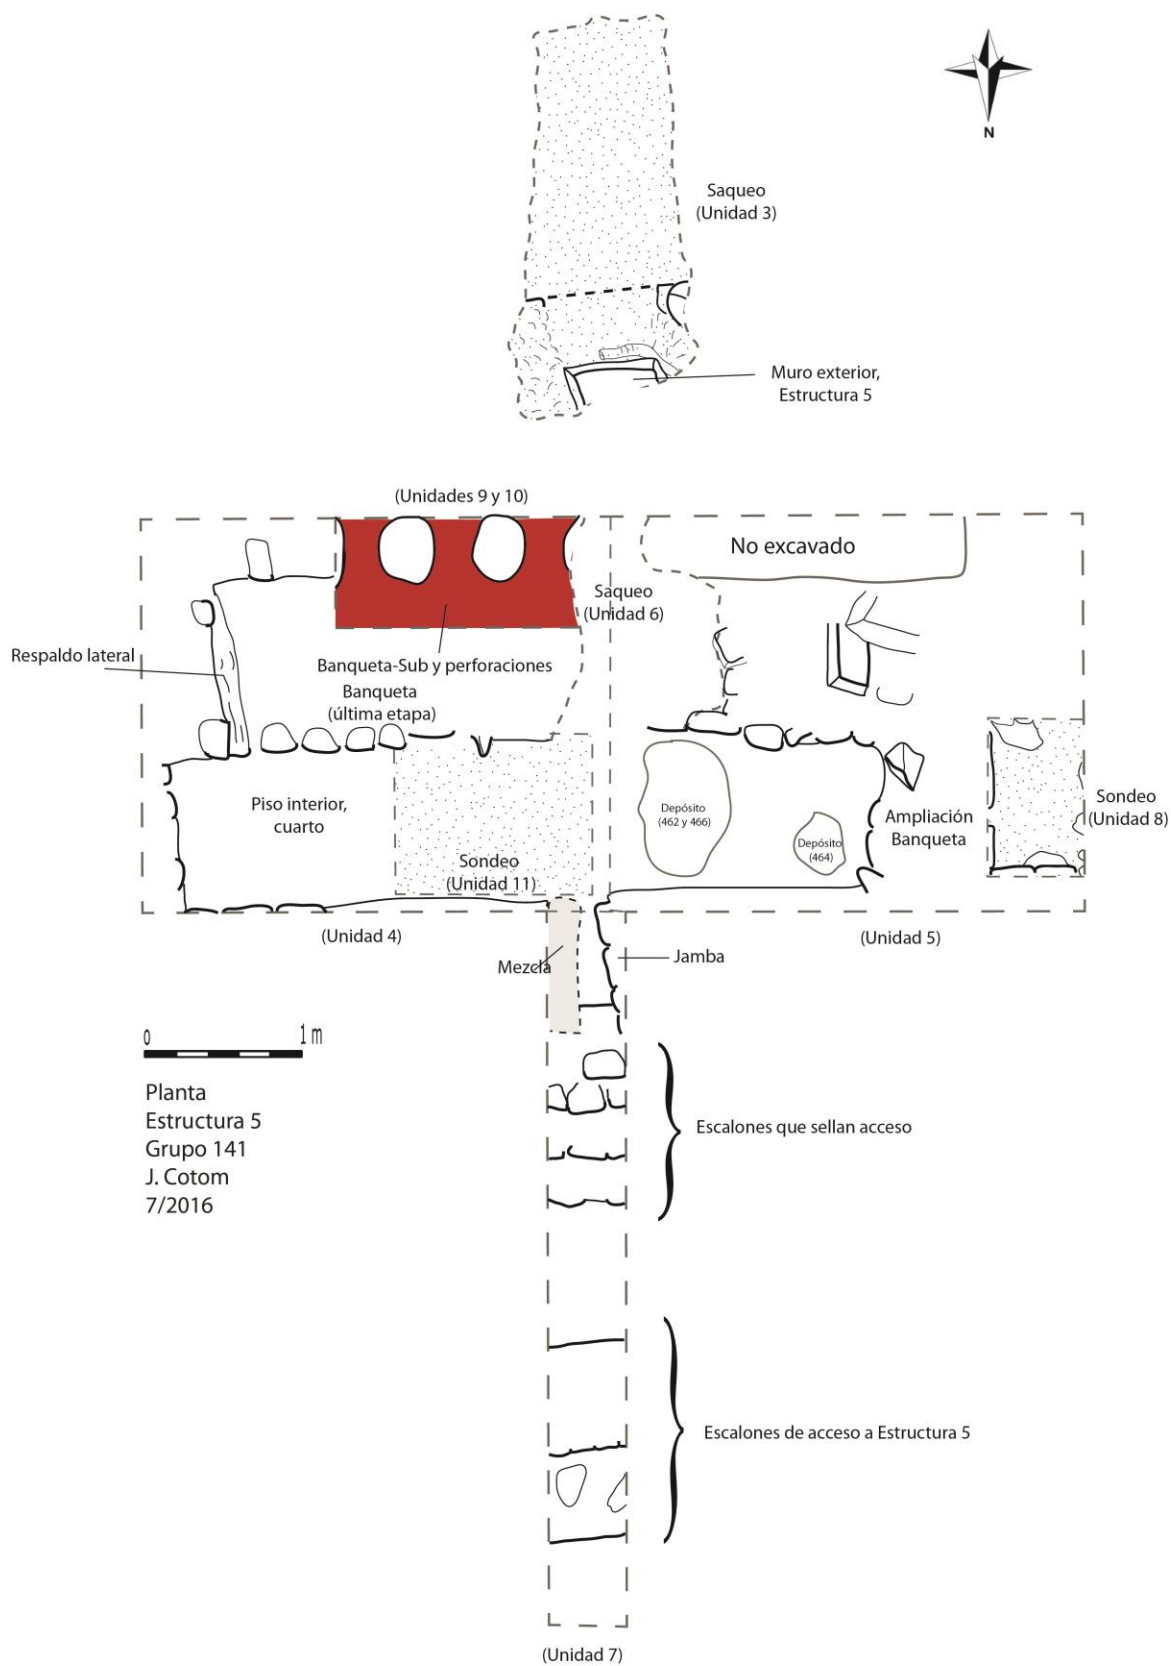 N
Saqueo
(Unidad 3)
Muro exterior,
Estructura 5
(Unidades 9 y 10)
No excavado
Saqueo
(Unidad 6)
Respaldo lateral
Banqueta-Sub y perforaciones
Banqueta
(última etapa)
Piso interior,
cuarto
Depósito
(462 y 466)
Depósito
(464)
Ampliación
Banqueta
Sondeo
(Unidad 8)
Sondeo
(Unidad 11)
(Unidad 4)
(Unidad 5)
Mezcla
Jamba
0 1 m
Planta
Estructura 5
Grupo 141
J. Cotom
7/2016
Escalones que sellan acceso
Escalones de acceso a Estructura 5
(Unidad 7)